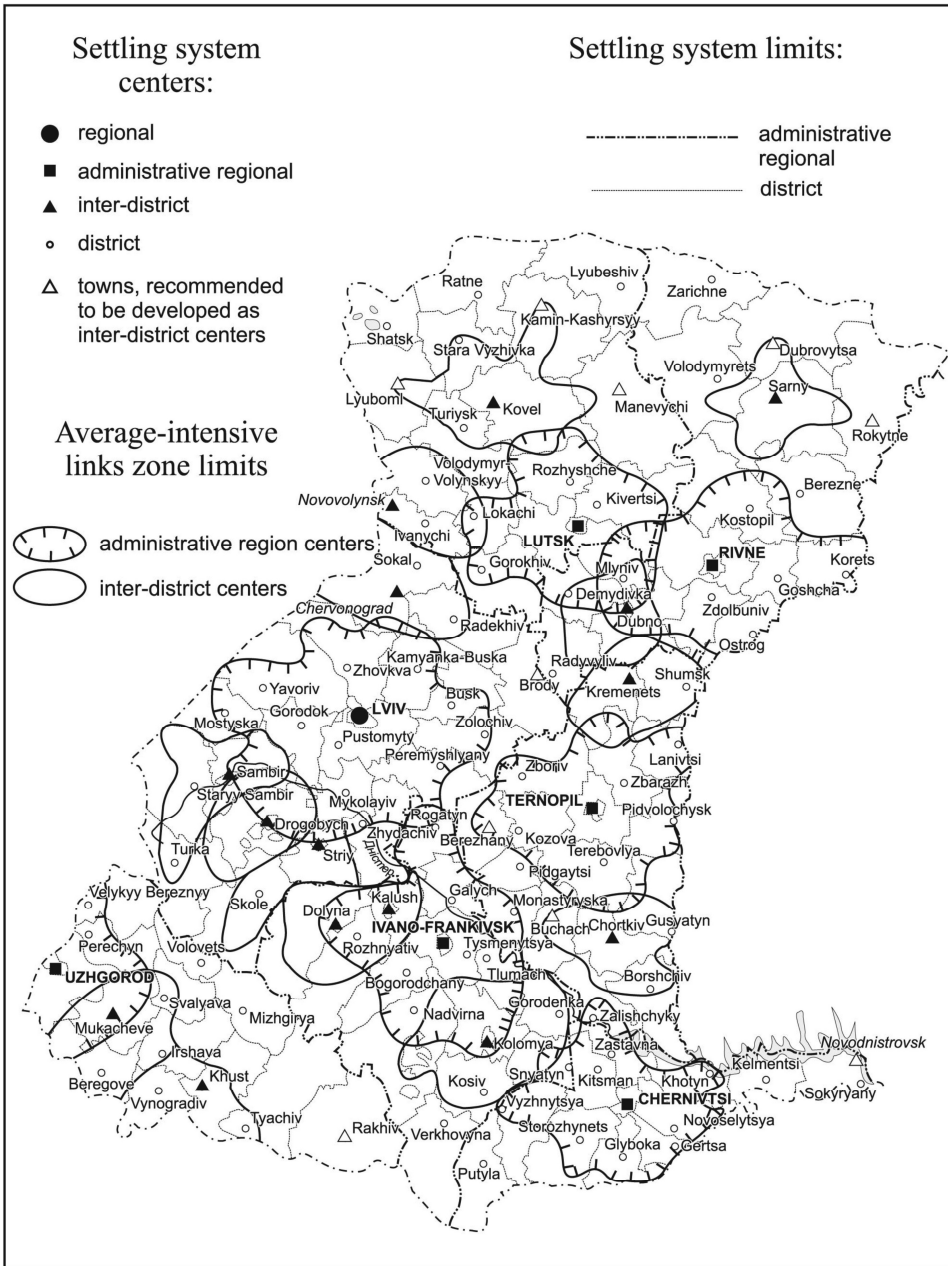 Settling system
centers:
regional
administrative regional
inter-district
district
towns, recommended
to be developed as
inter-district centers
Settling system limits:
administrative
regional
district
Average-intensive
links zone limits
administrative region centers
inter-district centers
Ratne
Lyubeshiv
Zarichne
Kamin-Kashyrsyy
Shatsk
Stara Vyzhivka
Dubrovytsa
Volodymyrets
Sarny
Lyuboml
Turiysk
Kovel
Manevychi
Rokytne
Volodymyr
Volynskyy
Rozhyshche
Berezne
Novovolynsk
Kivertsi
Lokachi
Kostopil
Ivanychi
LUTSK
RIVNE
Korets
Sokal
Gorokhiv
Mlyniv
Goshcha
Demydivka
Zdolbuniv
Chervonograd
Dubno
Radekhiv
Ostrog
Kamyanka-Buska
Radyvyliv
Shumsk
Zhovkva
Brody
Kremenets
Yavoriv
Busk
LVIV
Gorodok
Mostyska
Zolochiv
Pustomyty
Lanivtsi
Peremyshlyany
Zboriv
Zbarazh
Sambir
Staryy Sambir
Mykolayiv
TERNOPIL
Pidvolochysk
Drogobych
Rogatyn
Zhydachiv
Berezhany
Kozova
Striy
Дністер
Terebovlya
Turka
Pidgaytsi
Galych
Velykyy Bereznyy
Skole
Dolyna
Kalush
Monastyryska
Gusyatyn
Buchach
Chortkiv
IVANO-FRANKIVSK
Perechyn
Volovets
Rozhnyativ
Tysmenytsya
UZHGOROD
Bogorodchany
Tlumach
Borshchiv
Svalyava
Mizhgirya
Nadvirna
Gorodenka
Zalishchyky
Mukacheve
Novodnistrovsk
Irshava
Kolomya
Zastavna
Kelmentsi
Beregove
Khust
Kosiv
Snyatyn
Kitsman
Khotyn
Sokyryany
Vynogradiv
Vyzhnytsya
CHERNIVTSI
Tyachiv
Rakhiv
Verkhovyna
Storozhynets
Novoselytsya
Glyboka
Gertsa
Putyla